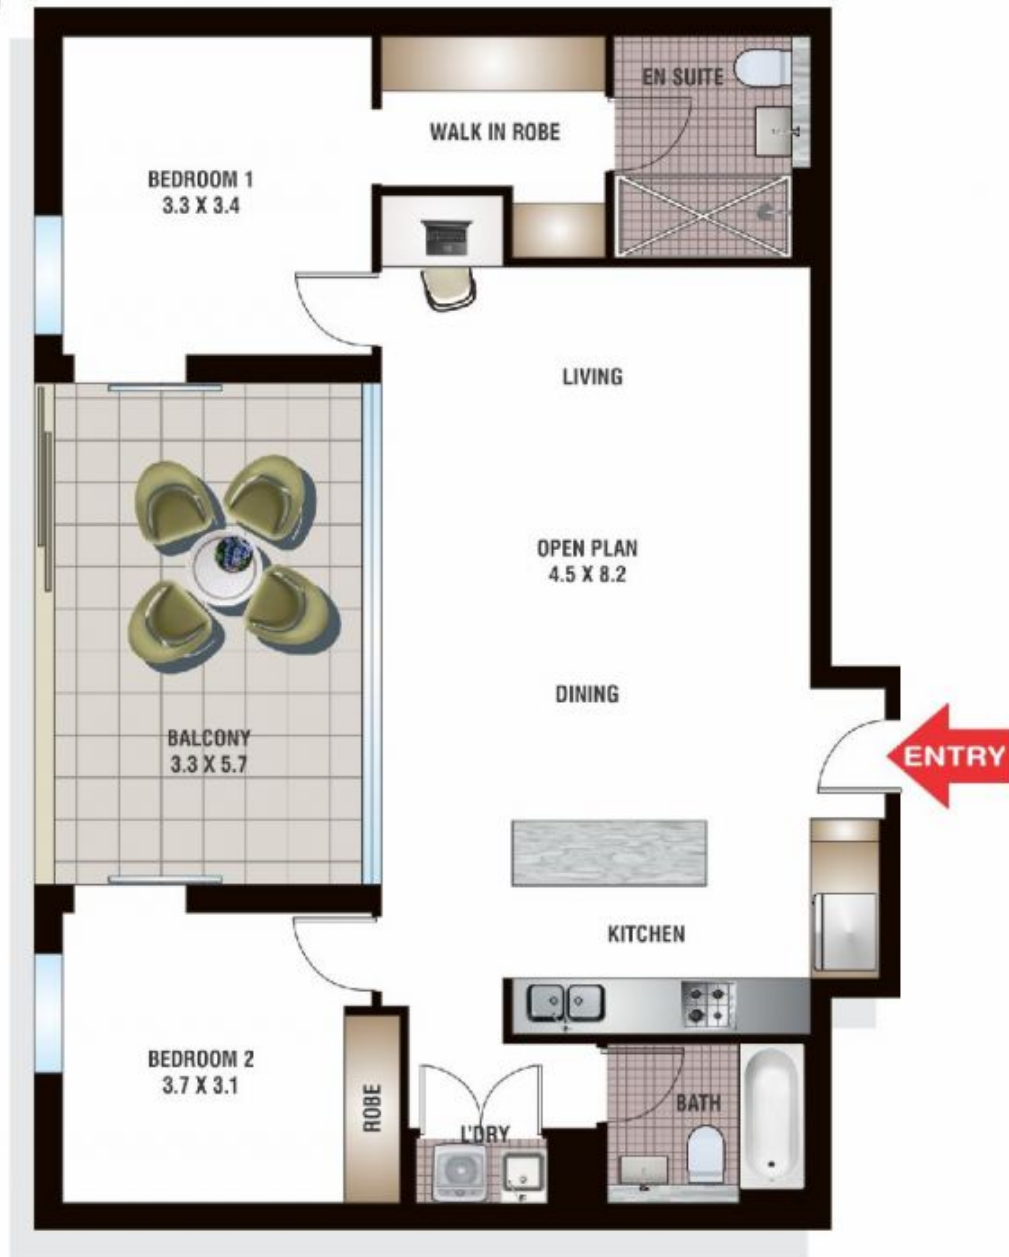 EN SUITE
WALK IN ROBE
BEDROOM 1
3.3 X 3.4
LIVING
OPEN PLAN
4.5 X 8.2
DINING
BALCONY
3.3 X 5.7
ENTRY
KITCHEN
BEDROOM 2
3.7 X 3.1
ROBE
BATH
L'DRY